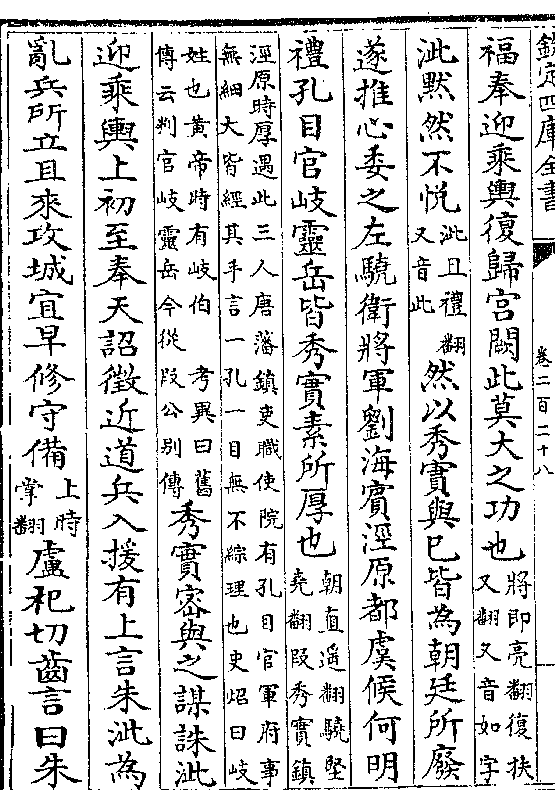 欽定四庫全書
卷二百二十八
福奉迎乗輿復歸宫闕此莫大之功也將即亮翻復扶又翻又音如字
泚黙然不悦泚且禮翻又音此然以秀實與已皆為朝廷所廢
遂推心委之左驍衛將軍劉海賓涇原都虞候何明
禮孔目官岐靈岳皆秀實素所厚也朝直遥翻驍堅堯翻叚秀實鎮
涇原時厚遇此三人唐藩鎮吏職使院有孔目官軍府事無細大皆經其手言一孔一目無不綜理也史炤曰岐
姓也黄帝時有岐伯考異曰舊傳云判官岐靈岳今從叚公别傳秀實密與之謀誅泚
迎乗輿上初至奉天詔徴近道兵入援有上言朱泚為
亂兵所立且來攻城宜早修守備上時掌翻盧杞切齒言曰朱